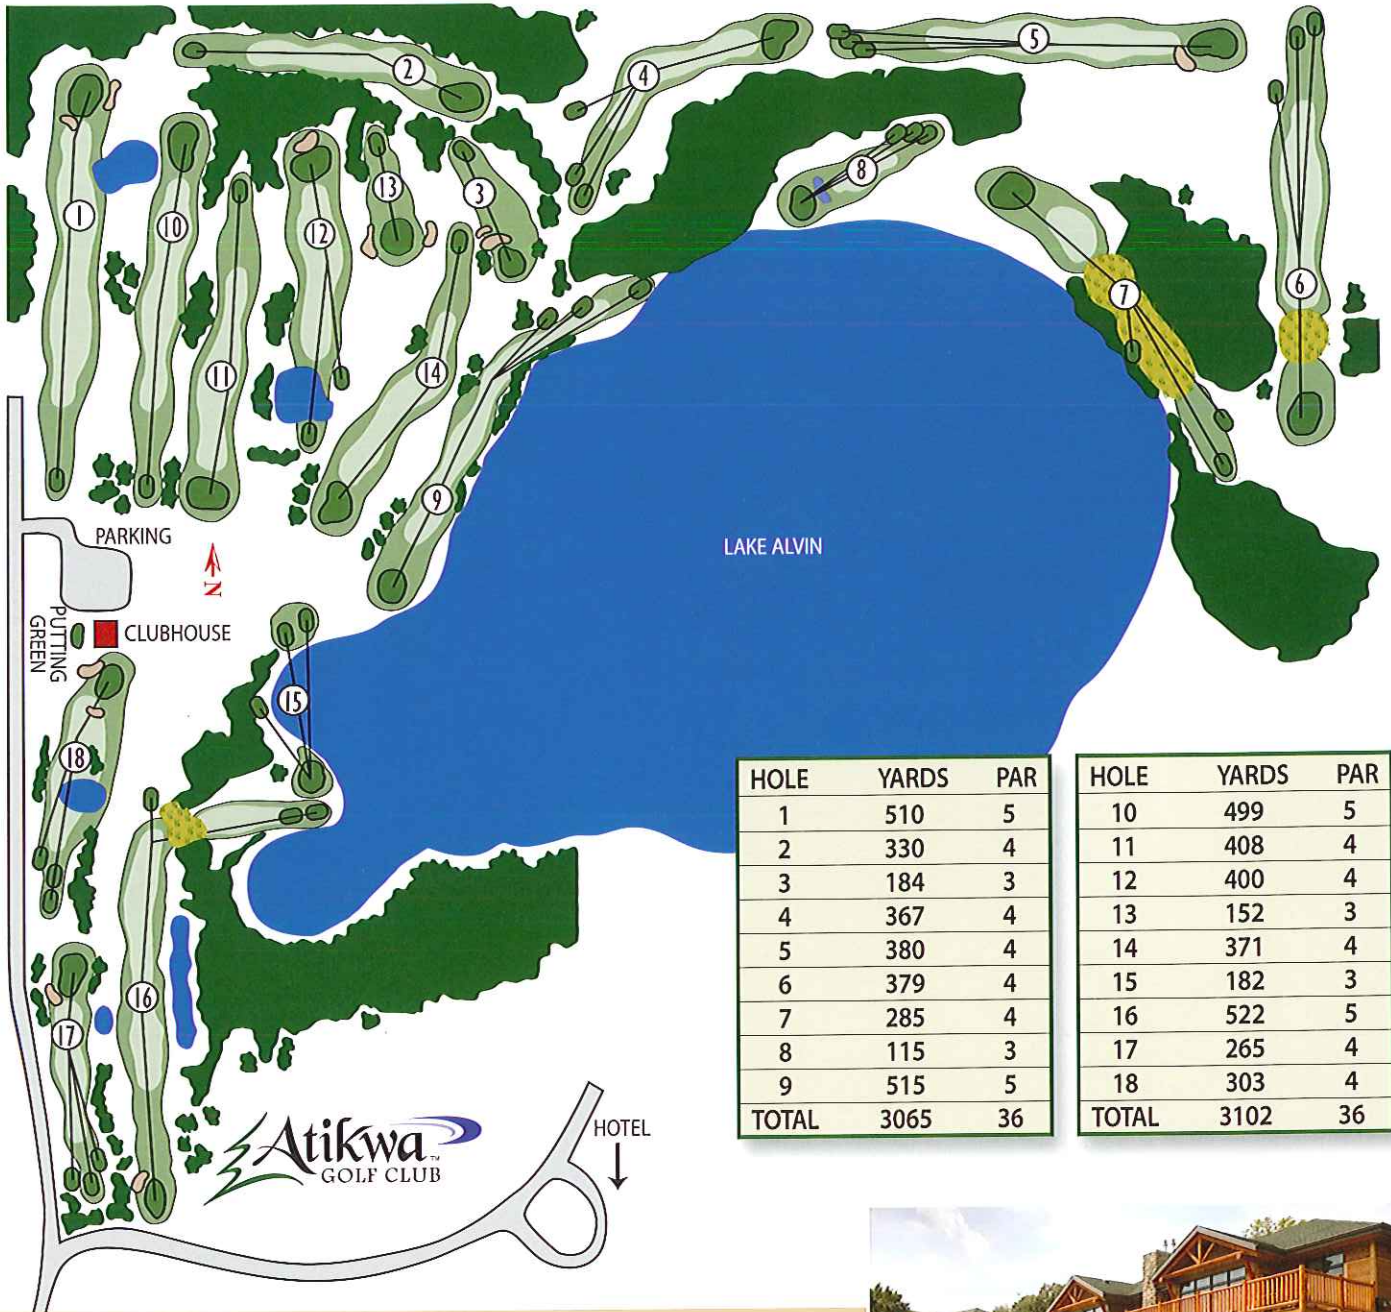 2
4
5
1
10
12
13
3
8
11
14
7
6
9
PARKING
N
LAKE ALVIN
PUTTING
GREEN
CLUBHOUSE
15
18
16
17
HOLE YARDS PAR
1 510 5
2 330 4
3 184 3
4 367 4
5 380 4
6 379 4
7 285 4
8 115 3
9 515 5
TOTAL 3065 36
HOLE YARDS PAR
10 499 5
11 408 4
12 400 4
13 152 3
14 371 4
15 182 3
16 522 5
17 265 4
18 303 4
TOTAL 3102 36
Atikwa™
GOLF CLUB
HOTEL